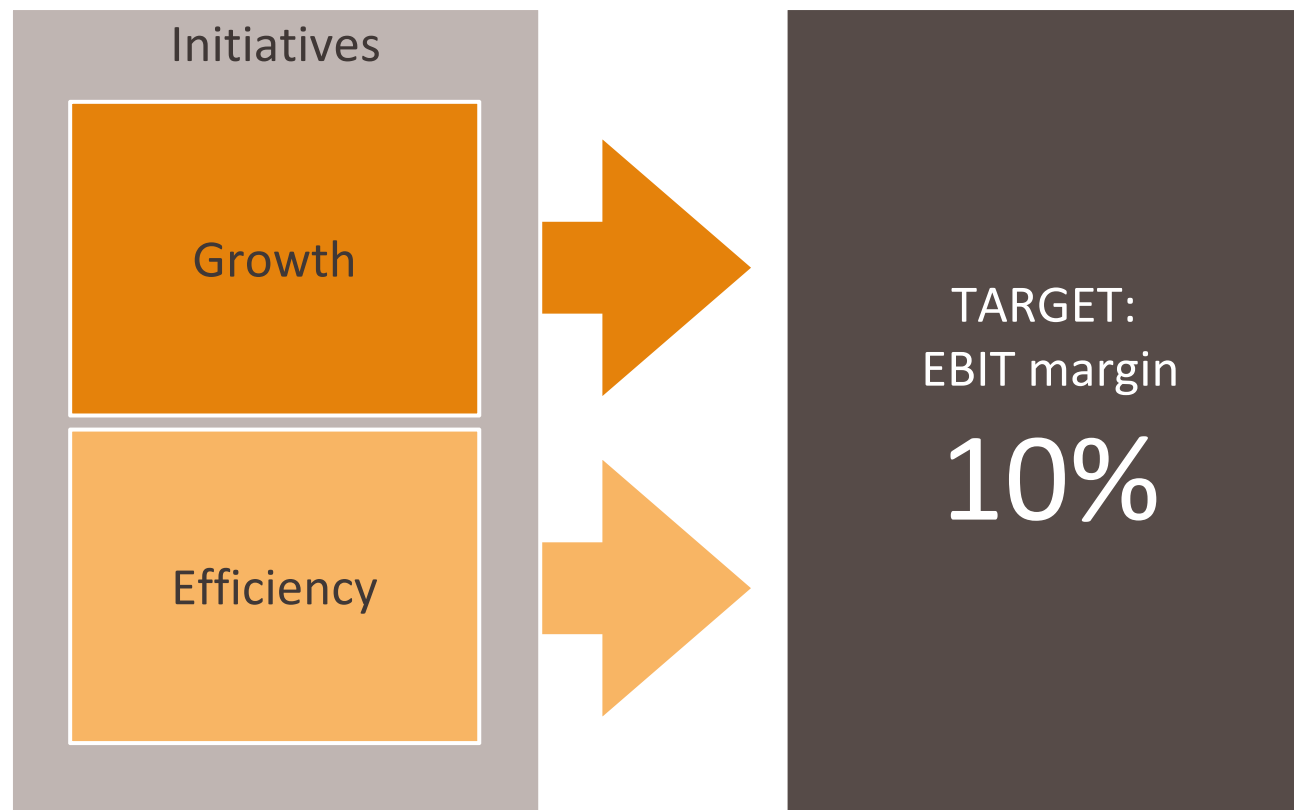 Initiatives
Growth
Efficiency
TARGET:
EBIT margin
10%